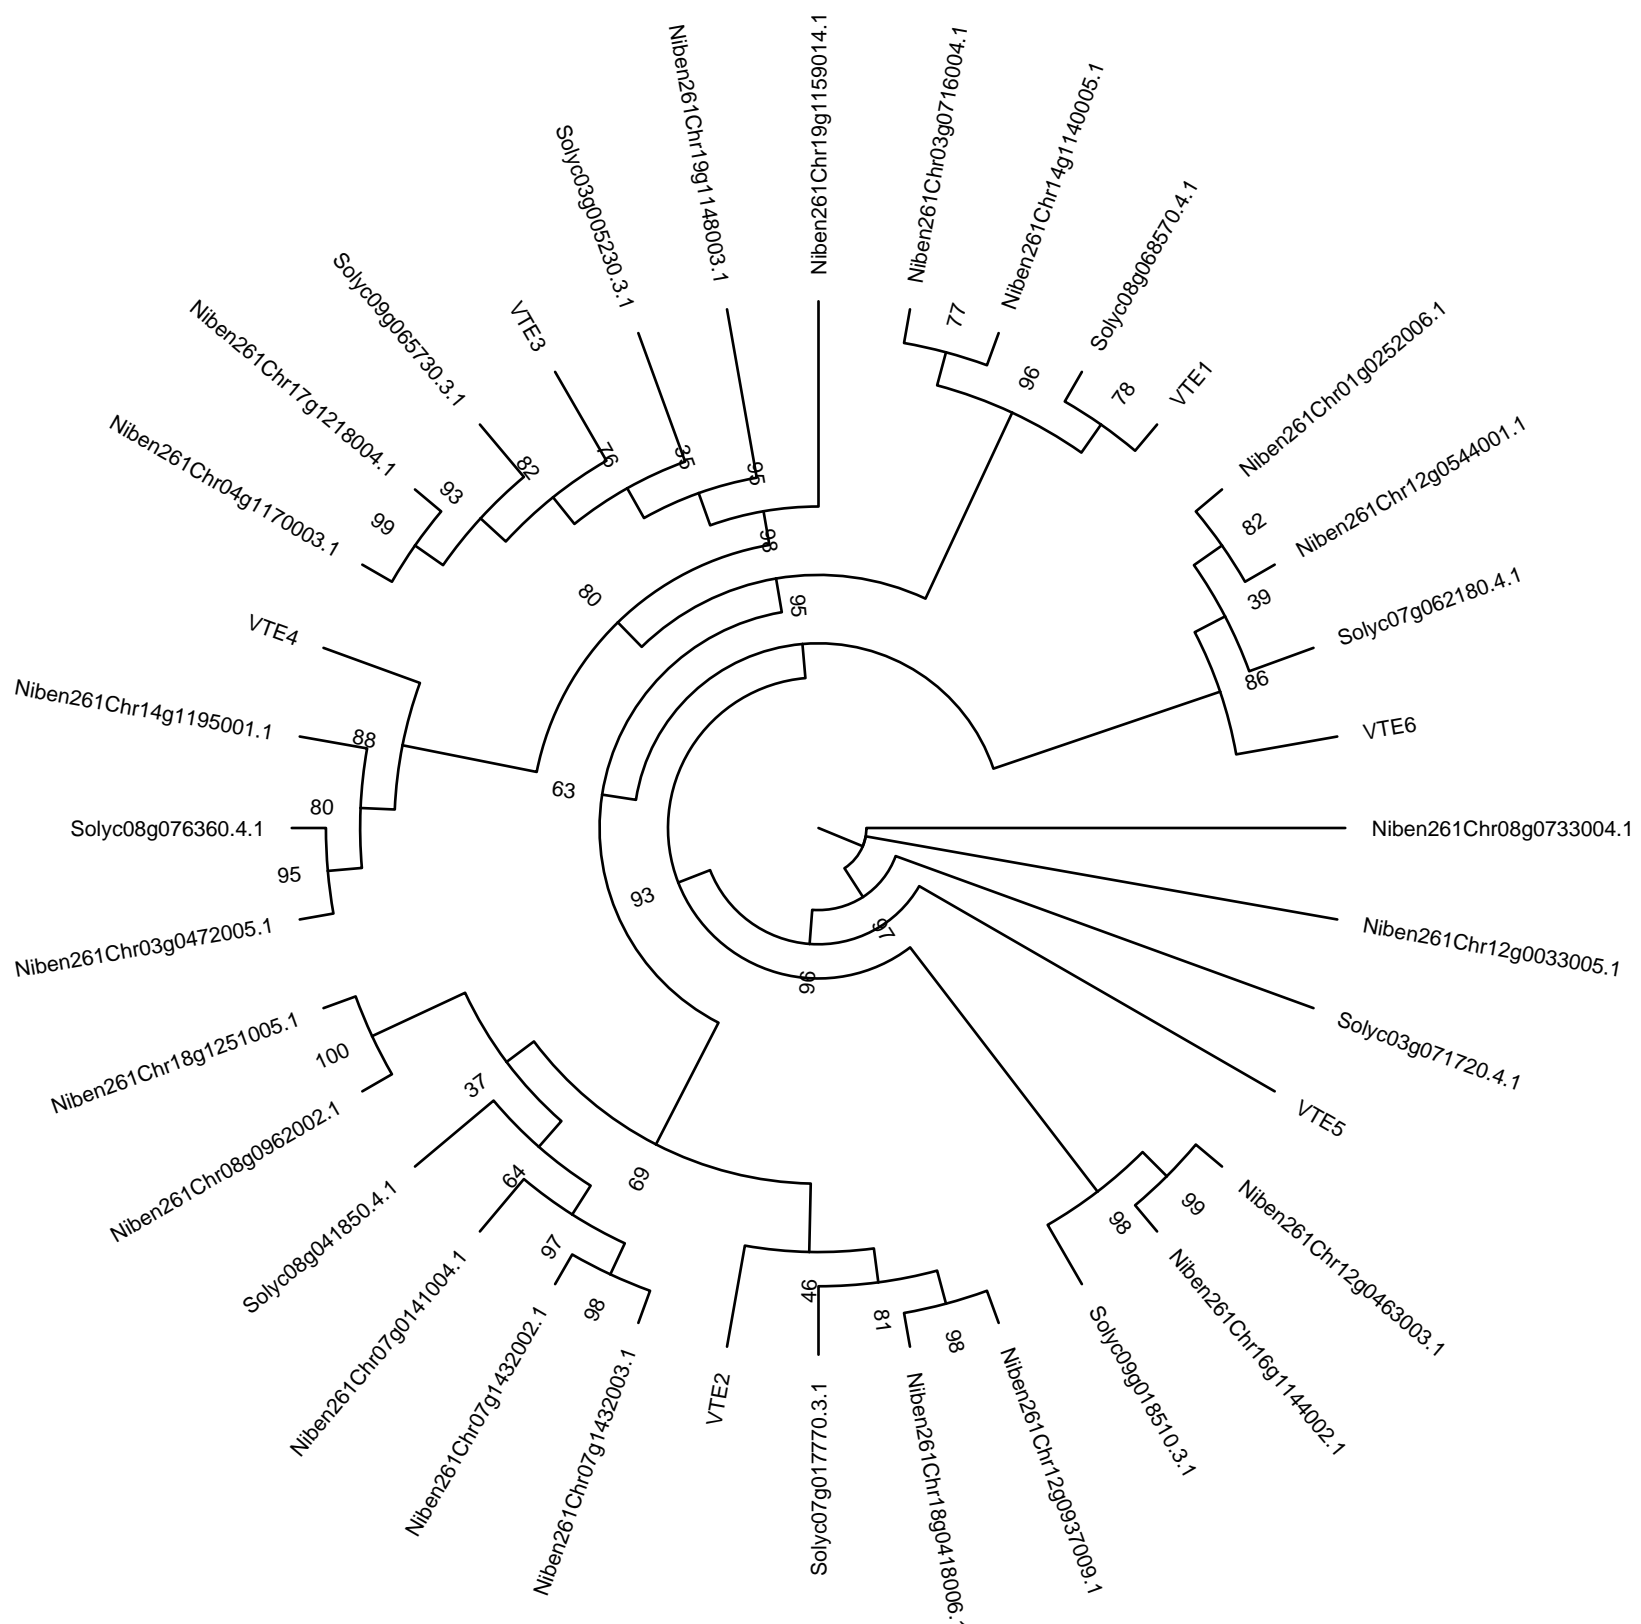 Niben261Chr19g1159014.1
Niben261Chr03g0716004.1
77
Niben261Chr14g1140005.1
96
Solyc08g068570.4.1
78
VTE1
Niben261Chr01g0252006.1
82
Niben261Chr12g0544001.1
39
Solyc07g062180.4.1
86
VTE6
Niben261Chr08g0733004.1
Niben261Chr12g0033005.1
Solyc03g071720.4.1
97
VTE5
96
Niben261Chr12g0463003.1
99
Niben261Chr16g1144002.1
98
Solyc09g018510.3.1
Niben261Chr12g0937009.1
98
Niben261Chr18g0418006.
81
Solyc07g017770.3.1
46
VTE2
69
Niben261Chr07g1432003.1
98
Niben261Chr07g1432002.1
97
Niben261Chr07g0141004.1
64
Solyc08g041850.4.1
37
Niben261Chr08g0962002.1
100
Niben261Chr18g1251005.1
93
Niben261Chr03g0472005.1
95
Solyc08g076360.4.1
80
Niben261Chr14g1195001.1
88
VTE4
63
80
95
Niben261Chr04g1170003.1
99
Niben261Chr17g1218004.1
93
Solyc09g065730.3.1
82
VTE3
76
Solyc03g005230.3.1
35
Niben261Chr19g1148003.1
95
98